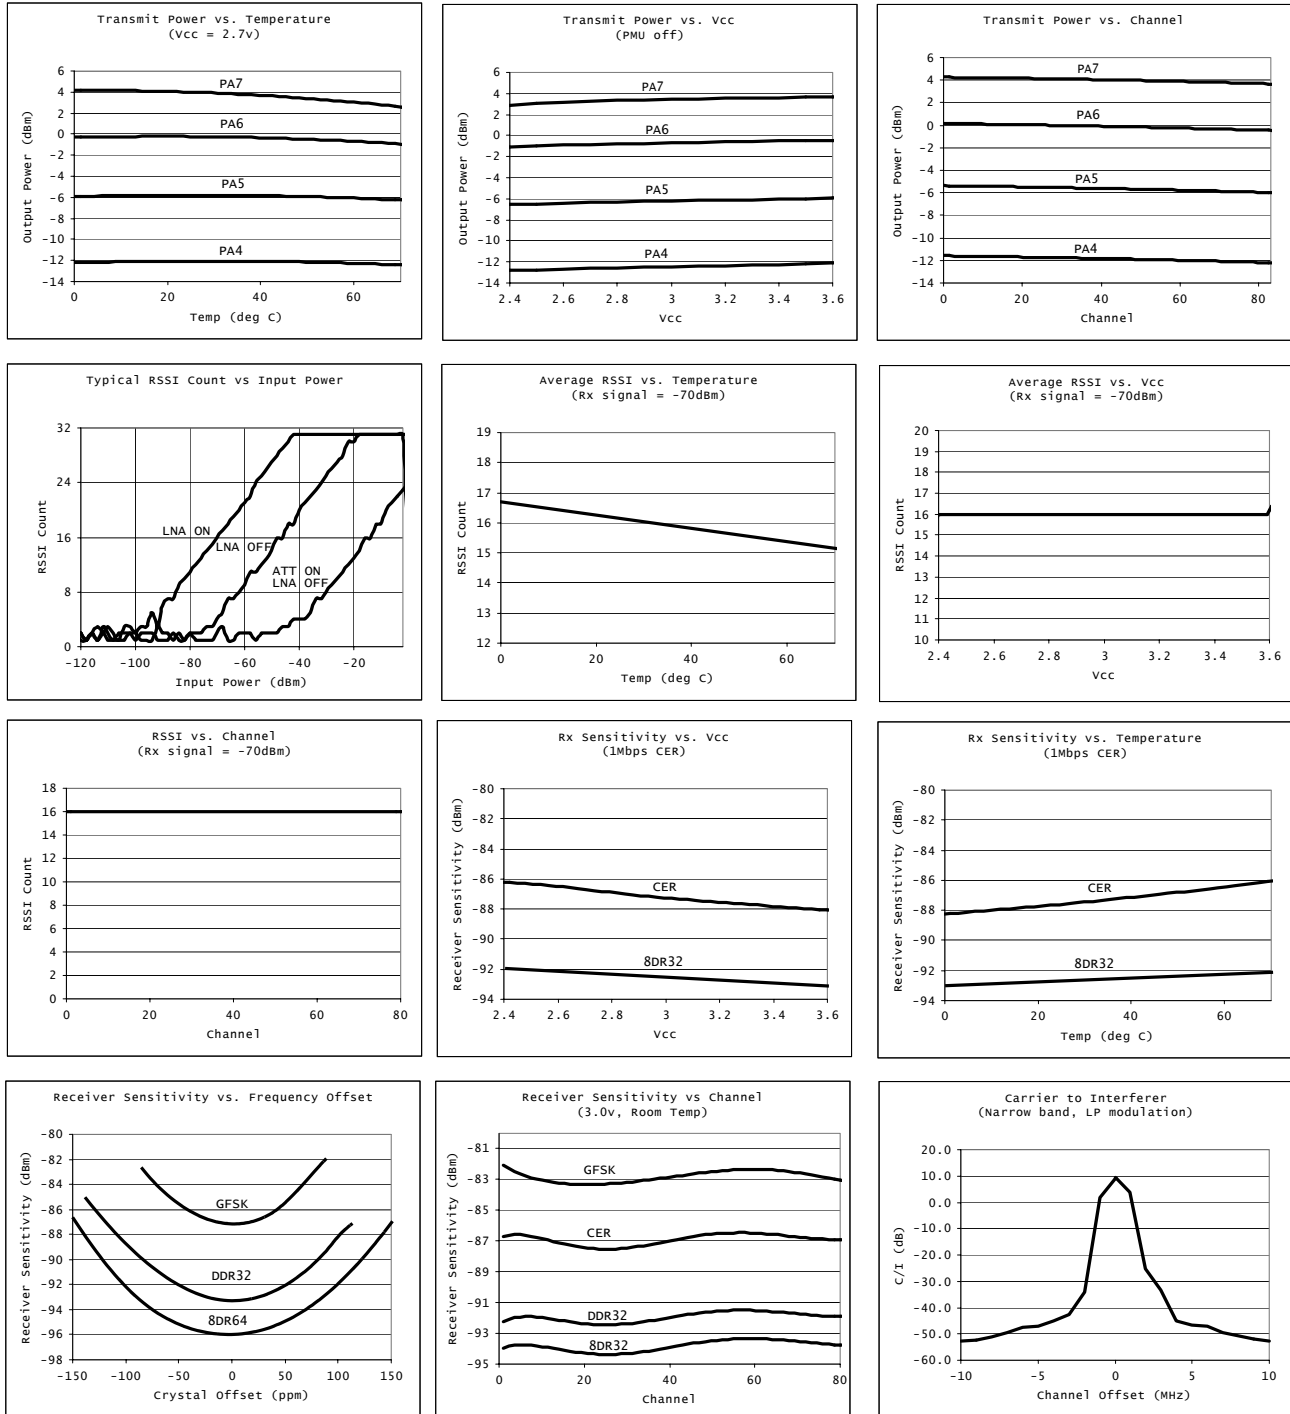 Transmit Power vs. Temperature
(Vcc = 2.7v)
Output Power (dBm)
6
4
2
0
-2
-4
-6
-8
-10
-12
-14
PA7
PA6
PA5
PA4
0 20 40 60
Temp (deg C)
Transmit Power vs. Vcc
(PMU off)
Output Power (dBm)
6
4
2
0
-2
-4
-6
-8
-10
-12
-14
PA7
PA6
PA5
PA4
2.4 2.6 2.8 3 3.2 3.4 3.6
Vcc
Transmit Power vs. Channel
Output Power (dBm)
6
4
2
0
-2
-4
-6
-8
-10
-12
-14
PA7
PA6
PA5
PA4
0 20 40 60 80
Channel
Typical RSSI Count vs Input Power
RSSI Count
32
24
16
8
0
LNA ON
LNA OFF
ATT ON
LNA OFF
-120 -100 -80 -60 -40 -20
Input Power (dBm)
Average RSSI vs. Temperature
(Rx signal = -70dBm)
RSSI Count
19
18
17
16
15
14
13
12
0 20 40 60
Temp (deg C)
Average RSSI vs. Vcc
(Rx signal = -70dBm)
RSSI Count
20
19
18
17
16
15
14
13
12
11
10
2.4 2.6 2.8 3 3.2 3.4 3.6
Vcc
RSSI vs. Channel
(Rx signal = -70dBm)
RSSI Count
18
16
14
12
10
8
6
4
2
0
0 20 40 60 80
Channel
Rx Sensitivity vs. Vcc
(1Mbps CER)
Receiver Sensitivity (dBm)
-80
-82
-84
-86
-88
-90
-92
-94
CER
8DR32
2.4 2.6 2.8 3 3.2 3.4 3.6
Vcc
Rx Sensitivity vs. Temperature
(1Mbps CER)
Receiver Sensitivity (dBm)
-80
-82
-84
-86
-88
-90
-92
-94
CER
8DR32
0 20 40 60
Temp (deg C)
Receiver Sensitivity vs. Frequency Offset
Receiver Sensitivity (dBm)
-80
-82
-84
-86
-88
-90
-92
-94
-96
-98
GFSK
DDR32
8DR64
-150 -100 -50 0 50 100 150
Crystal Offset (ppm)
Receiver Sensitivity vs Channel
(3.0v, Room Temp)
Receiver Sensitivity (dBm)
-81
-83
-85
-87
-89
-91
-93
-95
GFSK
CER
DDR32
8DR32
0 20 40 60 80
Channel
Carrier to Interferer
(Narrow band, LP modulation)
C/I (dB)
20.0
10.0
0.0
-10.0
-20.0
-30.0
-40.0
-50.0
-60.0
-10 -5 0 5 10
Channel Offset (MHz)